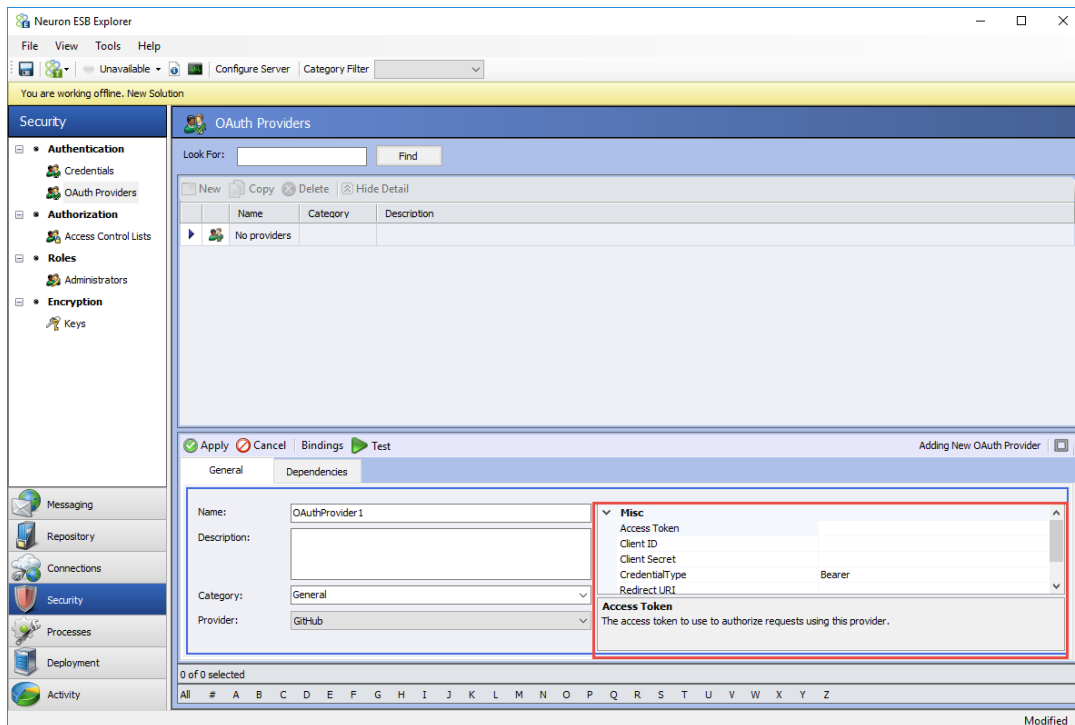 Neuron ESB Explorer
File View Tools Help
Unavailable Configure Server Category Filter
You are working offline. New Solution
Security
Authentication
Credentials
OAuth Providers
Authorization
Access Control Lists
Roles
Administrators
Encryption
Keys
Messaging
Repository
Connections
Security
Processes
Deployment
Activity
OAuth Providers
Look For: Find
New Copy Delete Hide Detail
Name Category Description
No providers
Apply Cancel Bindings Test Adding New OAuth Provider
General Dependencies
Name: OAuthProvider1
Description:
Category: General
Provider: GitHub
Misc
Access Token
Client ID
Client Secret
CredentialType Bearer
Redirect URI
Access Token
The access token to use to authorize requests using this provider.
0 of 0 selected
All # A B C D E F G H I J K L M N O P Q R S T U V W X Y Z
Modified